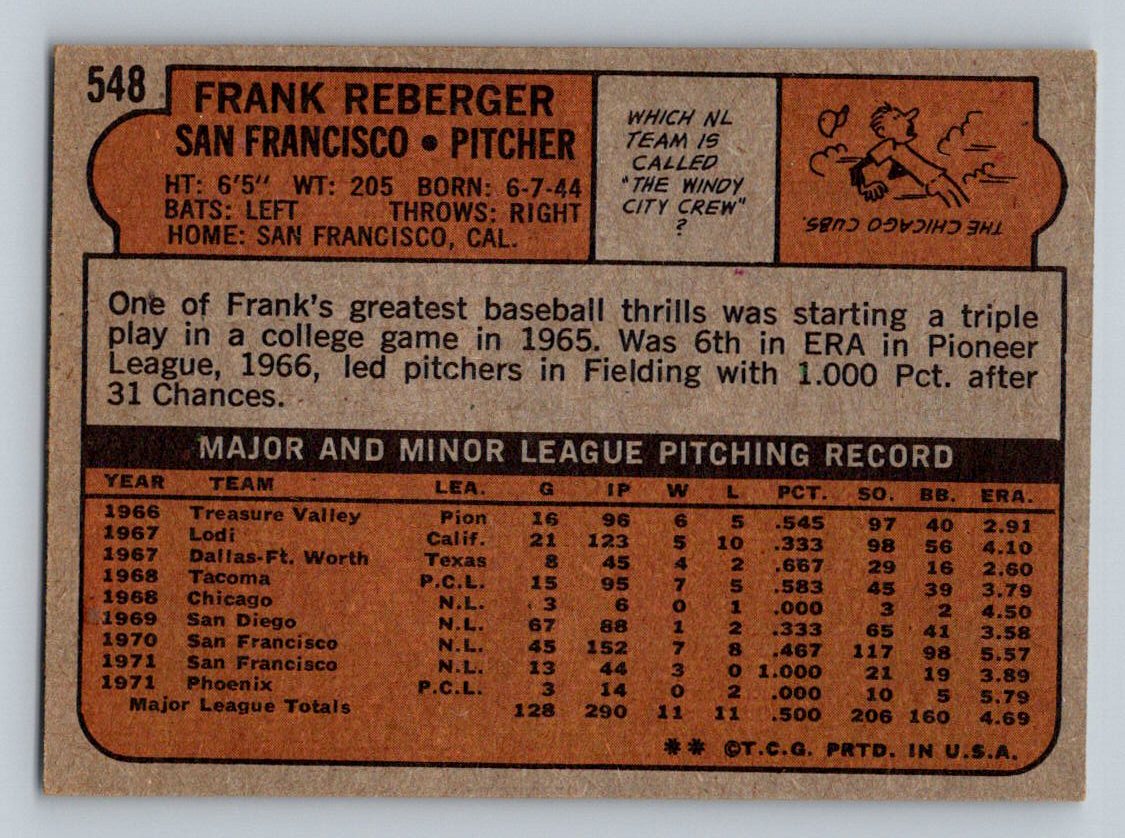 548
FRANK REBERGER
SAN FRANCISCO • PITCHER
HT: 6'5" WT: 205 BORN: 6-7-44
BATS: LEFT THROWS: RIGHT
HOME: SAN FRANCISCO, CAL.
WHICH NL
TEAM IS
CALLED
"THE WINDY
CITY CREW"
?
THE CHICAGO CUBS.
One of Frank's greatest baseball thrills was starting a triple
play in a college game in 1965. Was 6th in ERA in Pioneer
League, 1966, led pitchers in Fielding with 1.000 Pct. after
31 Chances.
MAJOR AND MINOR LEAGUE PITCHING RECORD
YEAR TEAM LEA. G IP W L PCT. SO. BB. ERA.
1966 Treasure Valley Pion 16 96 6 5 .545 97 40 2.91
1967 Lodi Calif. 21 123 5 10 .333 98 56 4.10
1967 Dallas-Ft. Worth Texas 8 45 4 2 .667 29 16 2.60
1968 Tacoma P.C.L. 15 95 7 5 .583 45 39 3.79
1968 Chicago N.L. 3 6 0 1 .000 3 2 4.50
1969 San Diego N.L. 67 88 1 2 .333 65 41 3.58
1970 San Francisco N.L. 45 152 7 8 .467 117 98 5.57
1971 San Francisco N.L. 13 44 3 0 1.000 21 19 3.89
1971 Phoenix P.C.L. 3 14 0 2 .000 10 5 5.79
Major League Totals 128 290 11 11 .500 206 160 4.69
** ©T.C.G. PRTD. IN U.S.A.